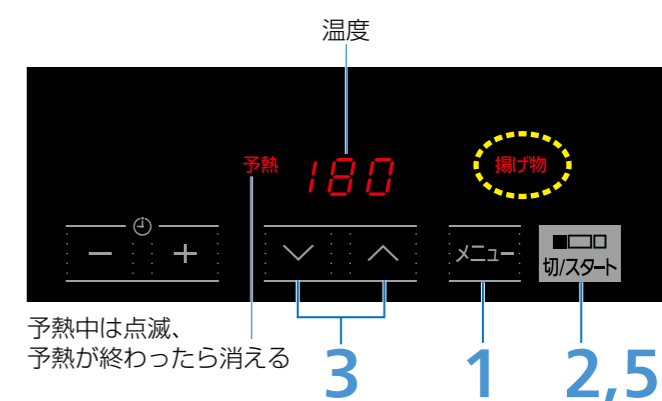 温度
予熱
180
揚げ物
− +
メニュー
切/スタート
予熱中は点滅、
予熱が終わったら消える
3
1
2,5